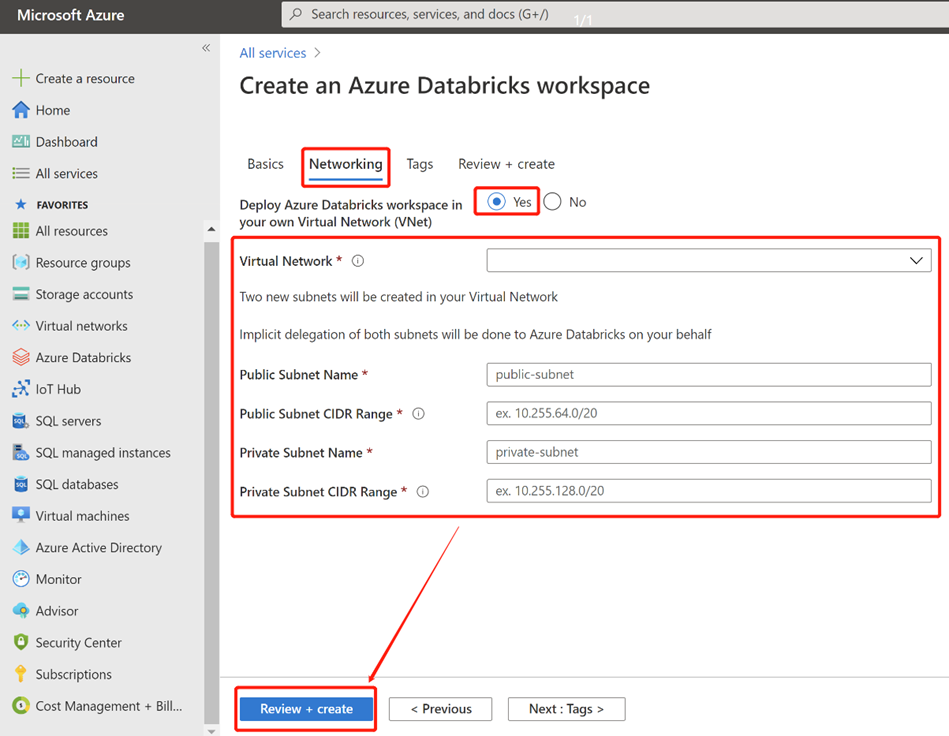 Microsoft Azure
Search resources, services, and docs (G+/)
1/1
«
All services >
Create an Azure Databricks workspace
Create a resource
Home
Dashboard
All services
FAVORITES
All resources
Resource groups
Storage accounts
Virtual networks
Azure Databricks
IoT Hub
SQL servers
SQL managed instances
SQL databases
Virtual machines
Azure Active Directory
Monitor
Advisor
Security Center
Subscriptions
Cost Management + Bill...
Basics Networking Tags Review + create
Deploy Azure Databricks workspace in
your own Virtual Network (VNet)
Yes No
Virtual Network *
Two new subnets will be created in your Virtual Network
Implicit delegation of both subnets will be done to Azure Databricks on your behalf
Public Subnet Name * public-subnet
Public Subnet CIDR Range * ex. 10.255.64.0/20
Private Subnet Name * private-subnet
Private Subnet CIDR Range * ex. 10.255.128.0/20
Review + create < Previous Next : Tags >